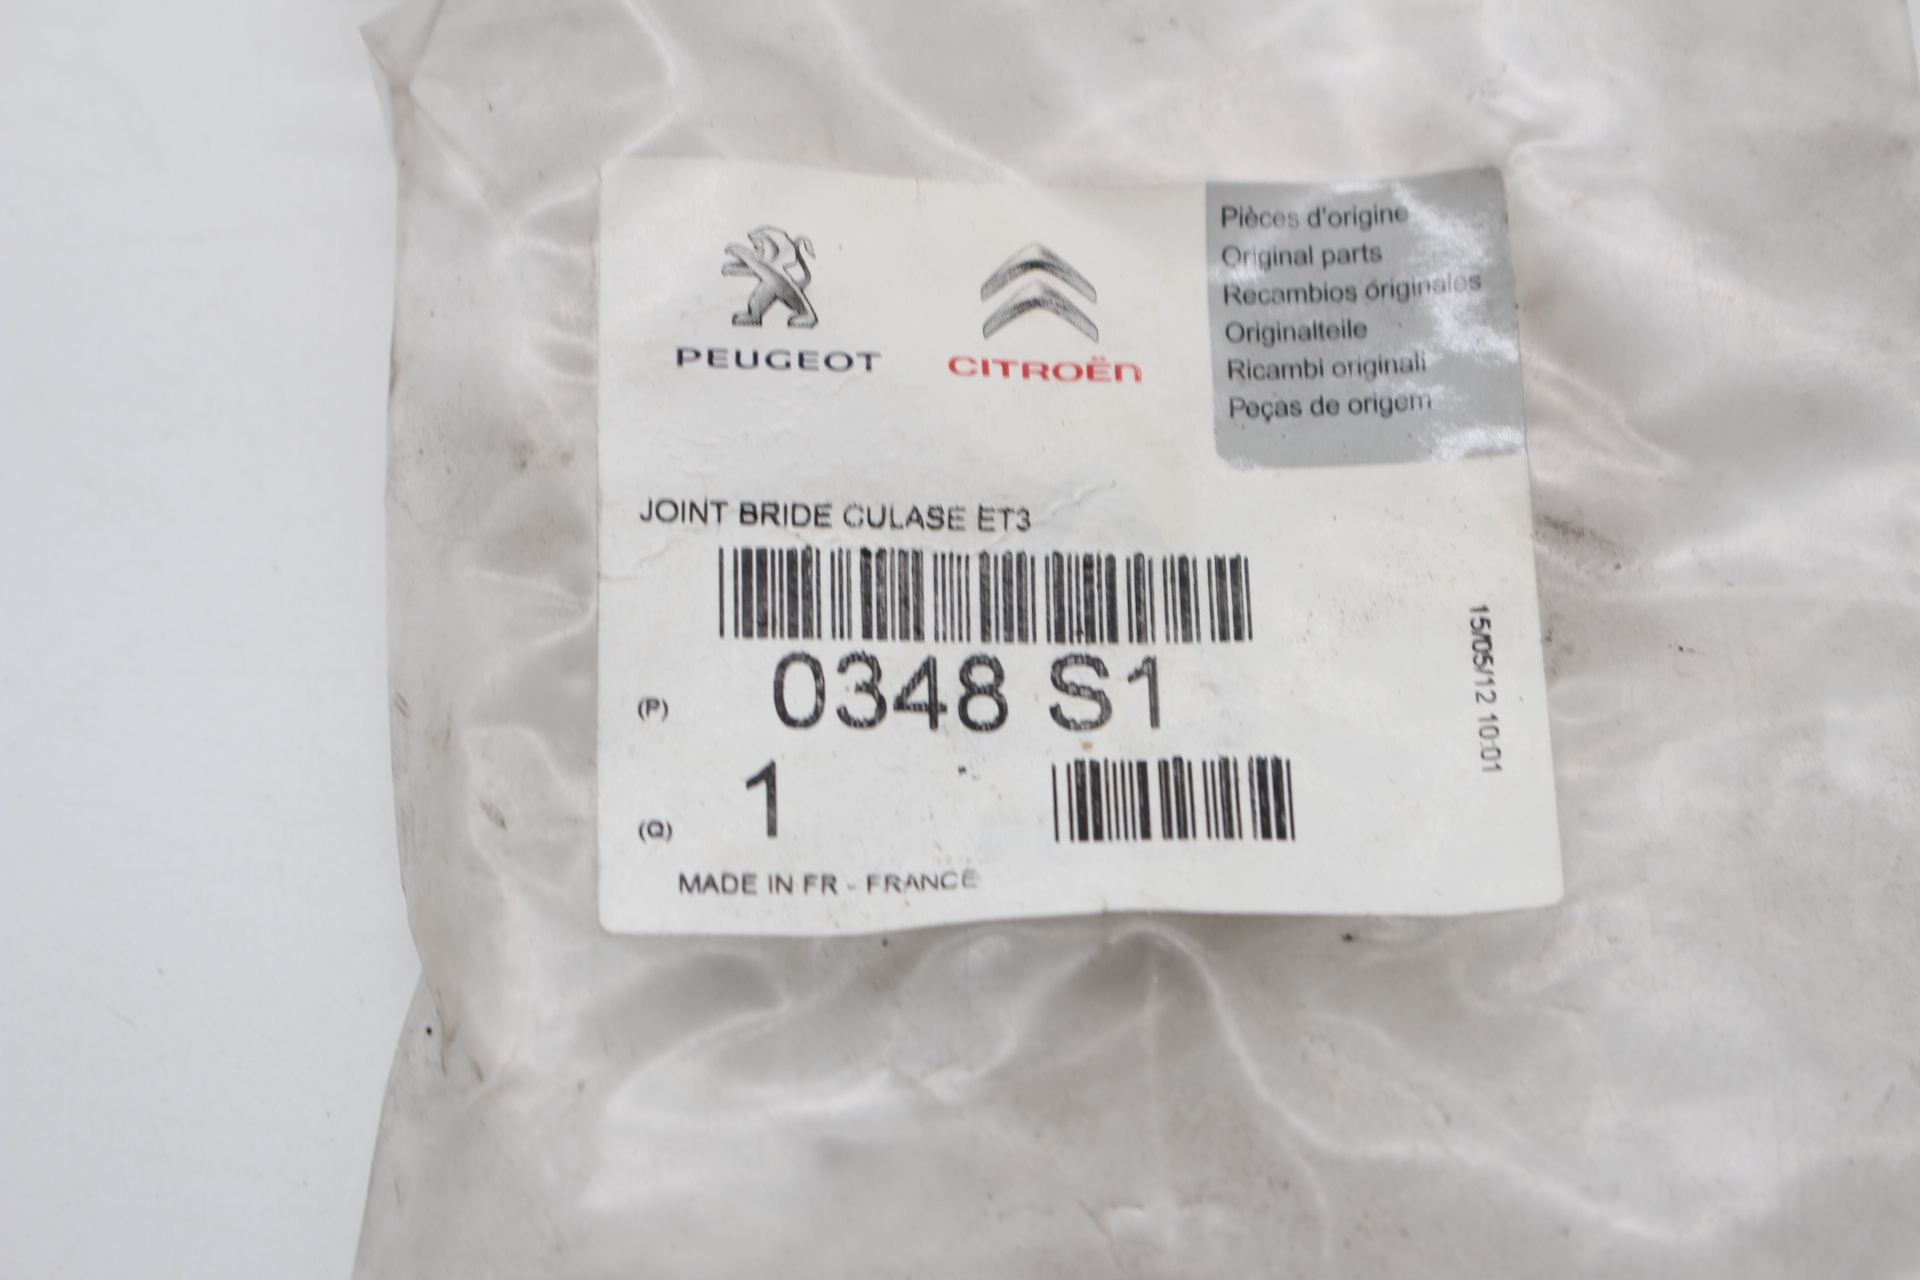 PEUGEOT
CITROËN
Pièces d'origine
Original parts
Recambios óriginales
Originalteile
Ricambi originali
Peças de origem
JOINT BRIDE CULASE ET3
(P) 0348 S1
(Q) 1
MADE IN FR - FRANCE
15/05/12 10:01